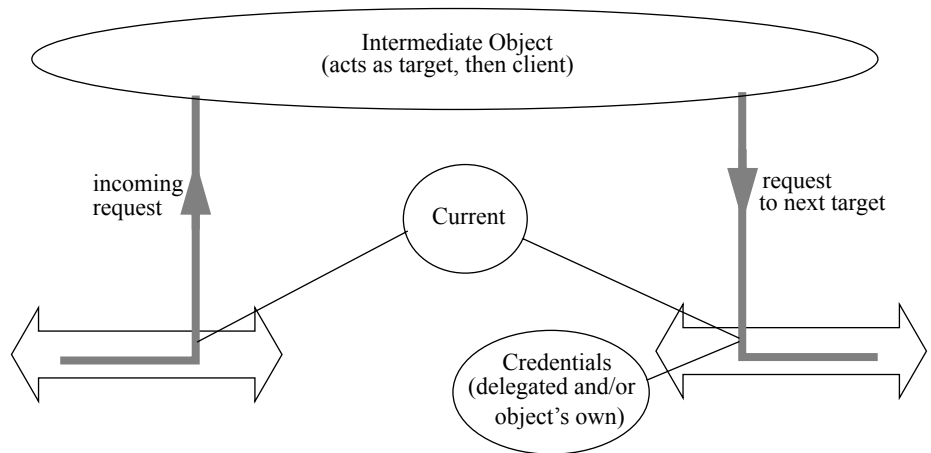 Intermediate Object
(acts as target, then client)
incoming
request
Current
request
to next target
Credentials
(delegated and/or
object’s own)